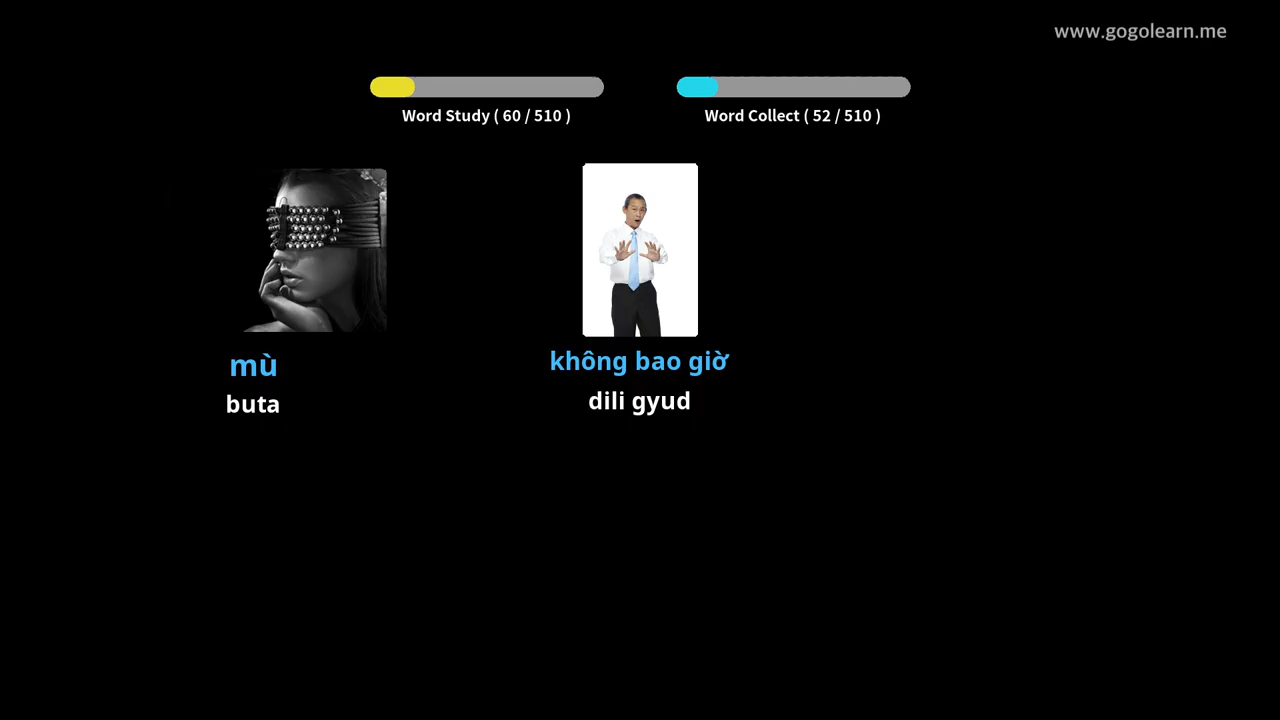 www.gogolearn.me
Word Study ( 60 / 510 )
Word Collect ( 52 / 510 )
mù
buta
không bao giờ
dili gyud